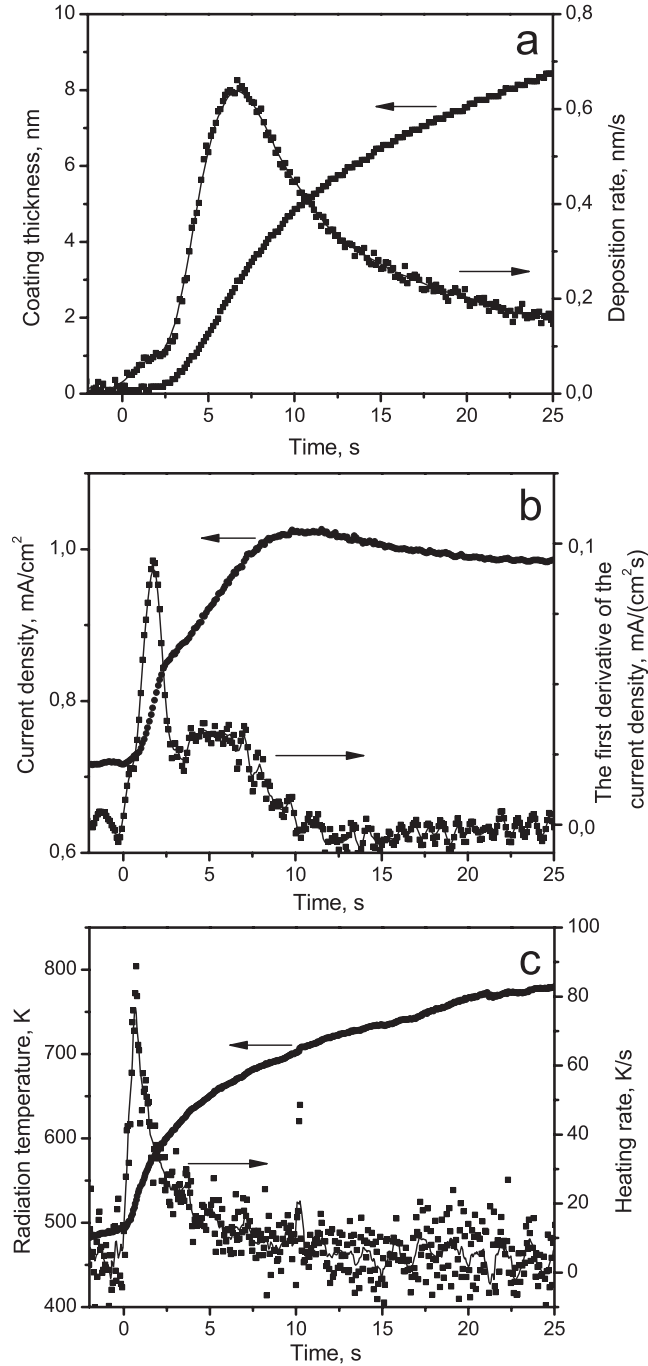 a
Coating thickness, nm
10
8
6
4
2
0
Deposition rate, nm/s
0,8
0,6
0,4
0,2
0,0
0 5 10 15 20 25
Time, s
b
Current density, mA/cm²
1,0
0,8
0,6
The first derivative of the
current density, mA/(cm²s)
0,1
0,0
0 5 10 15 20 25
Time, s
c
Radiation temperature, K
800
700
600
500
400
Heating rate, K/s
100
80
60
40
20
0
0 5 10 15 20 25
Time, s